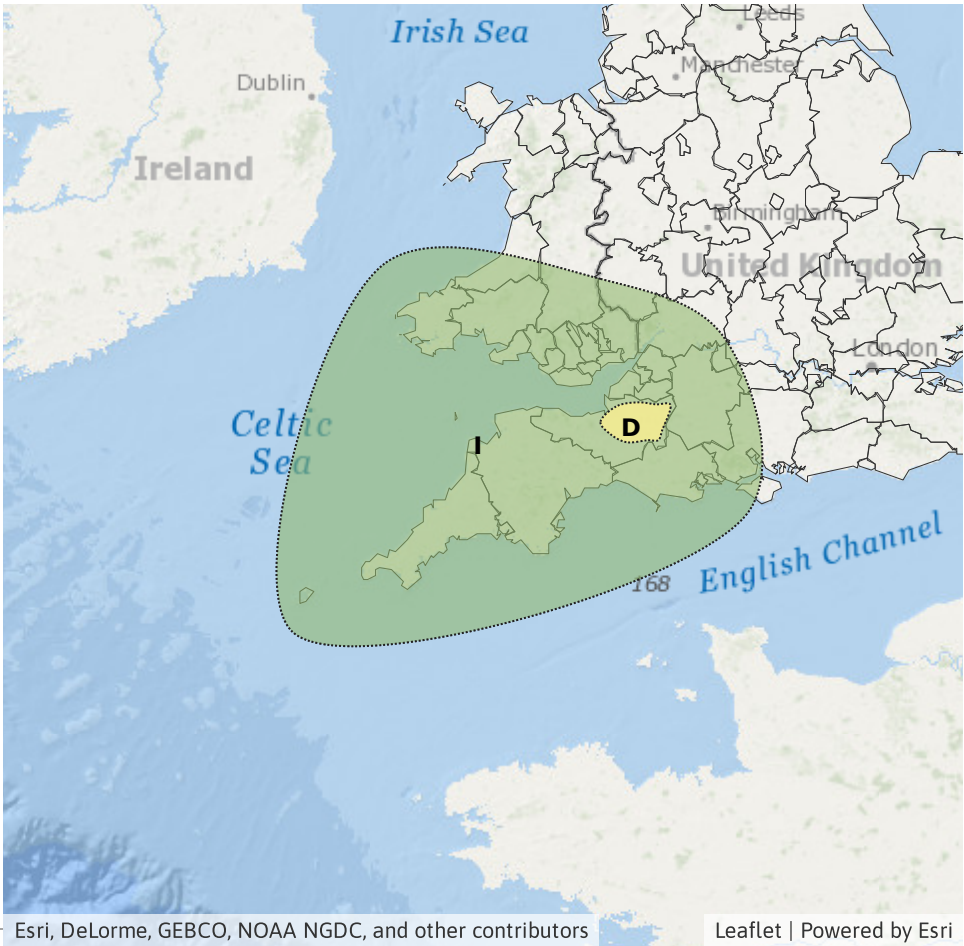 Leeds
Irish Sea
Manchester
Dublin
Ireland
Birmingham
United Kingdom
London
Celtic
Sea
D
I
English Channel
168
Esri, DeLorme, GEBCO, NOAA NGDC, and other contributors
Leaflet | Powered by Esri